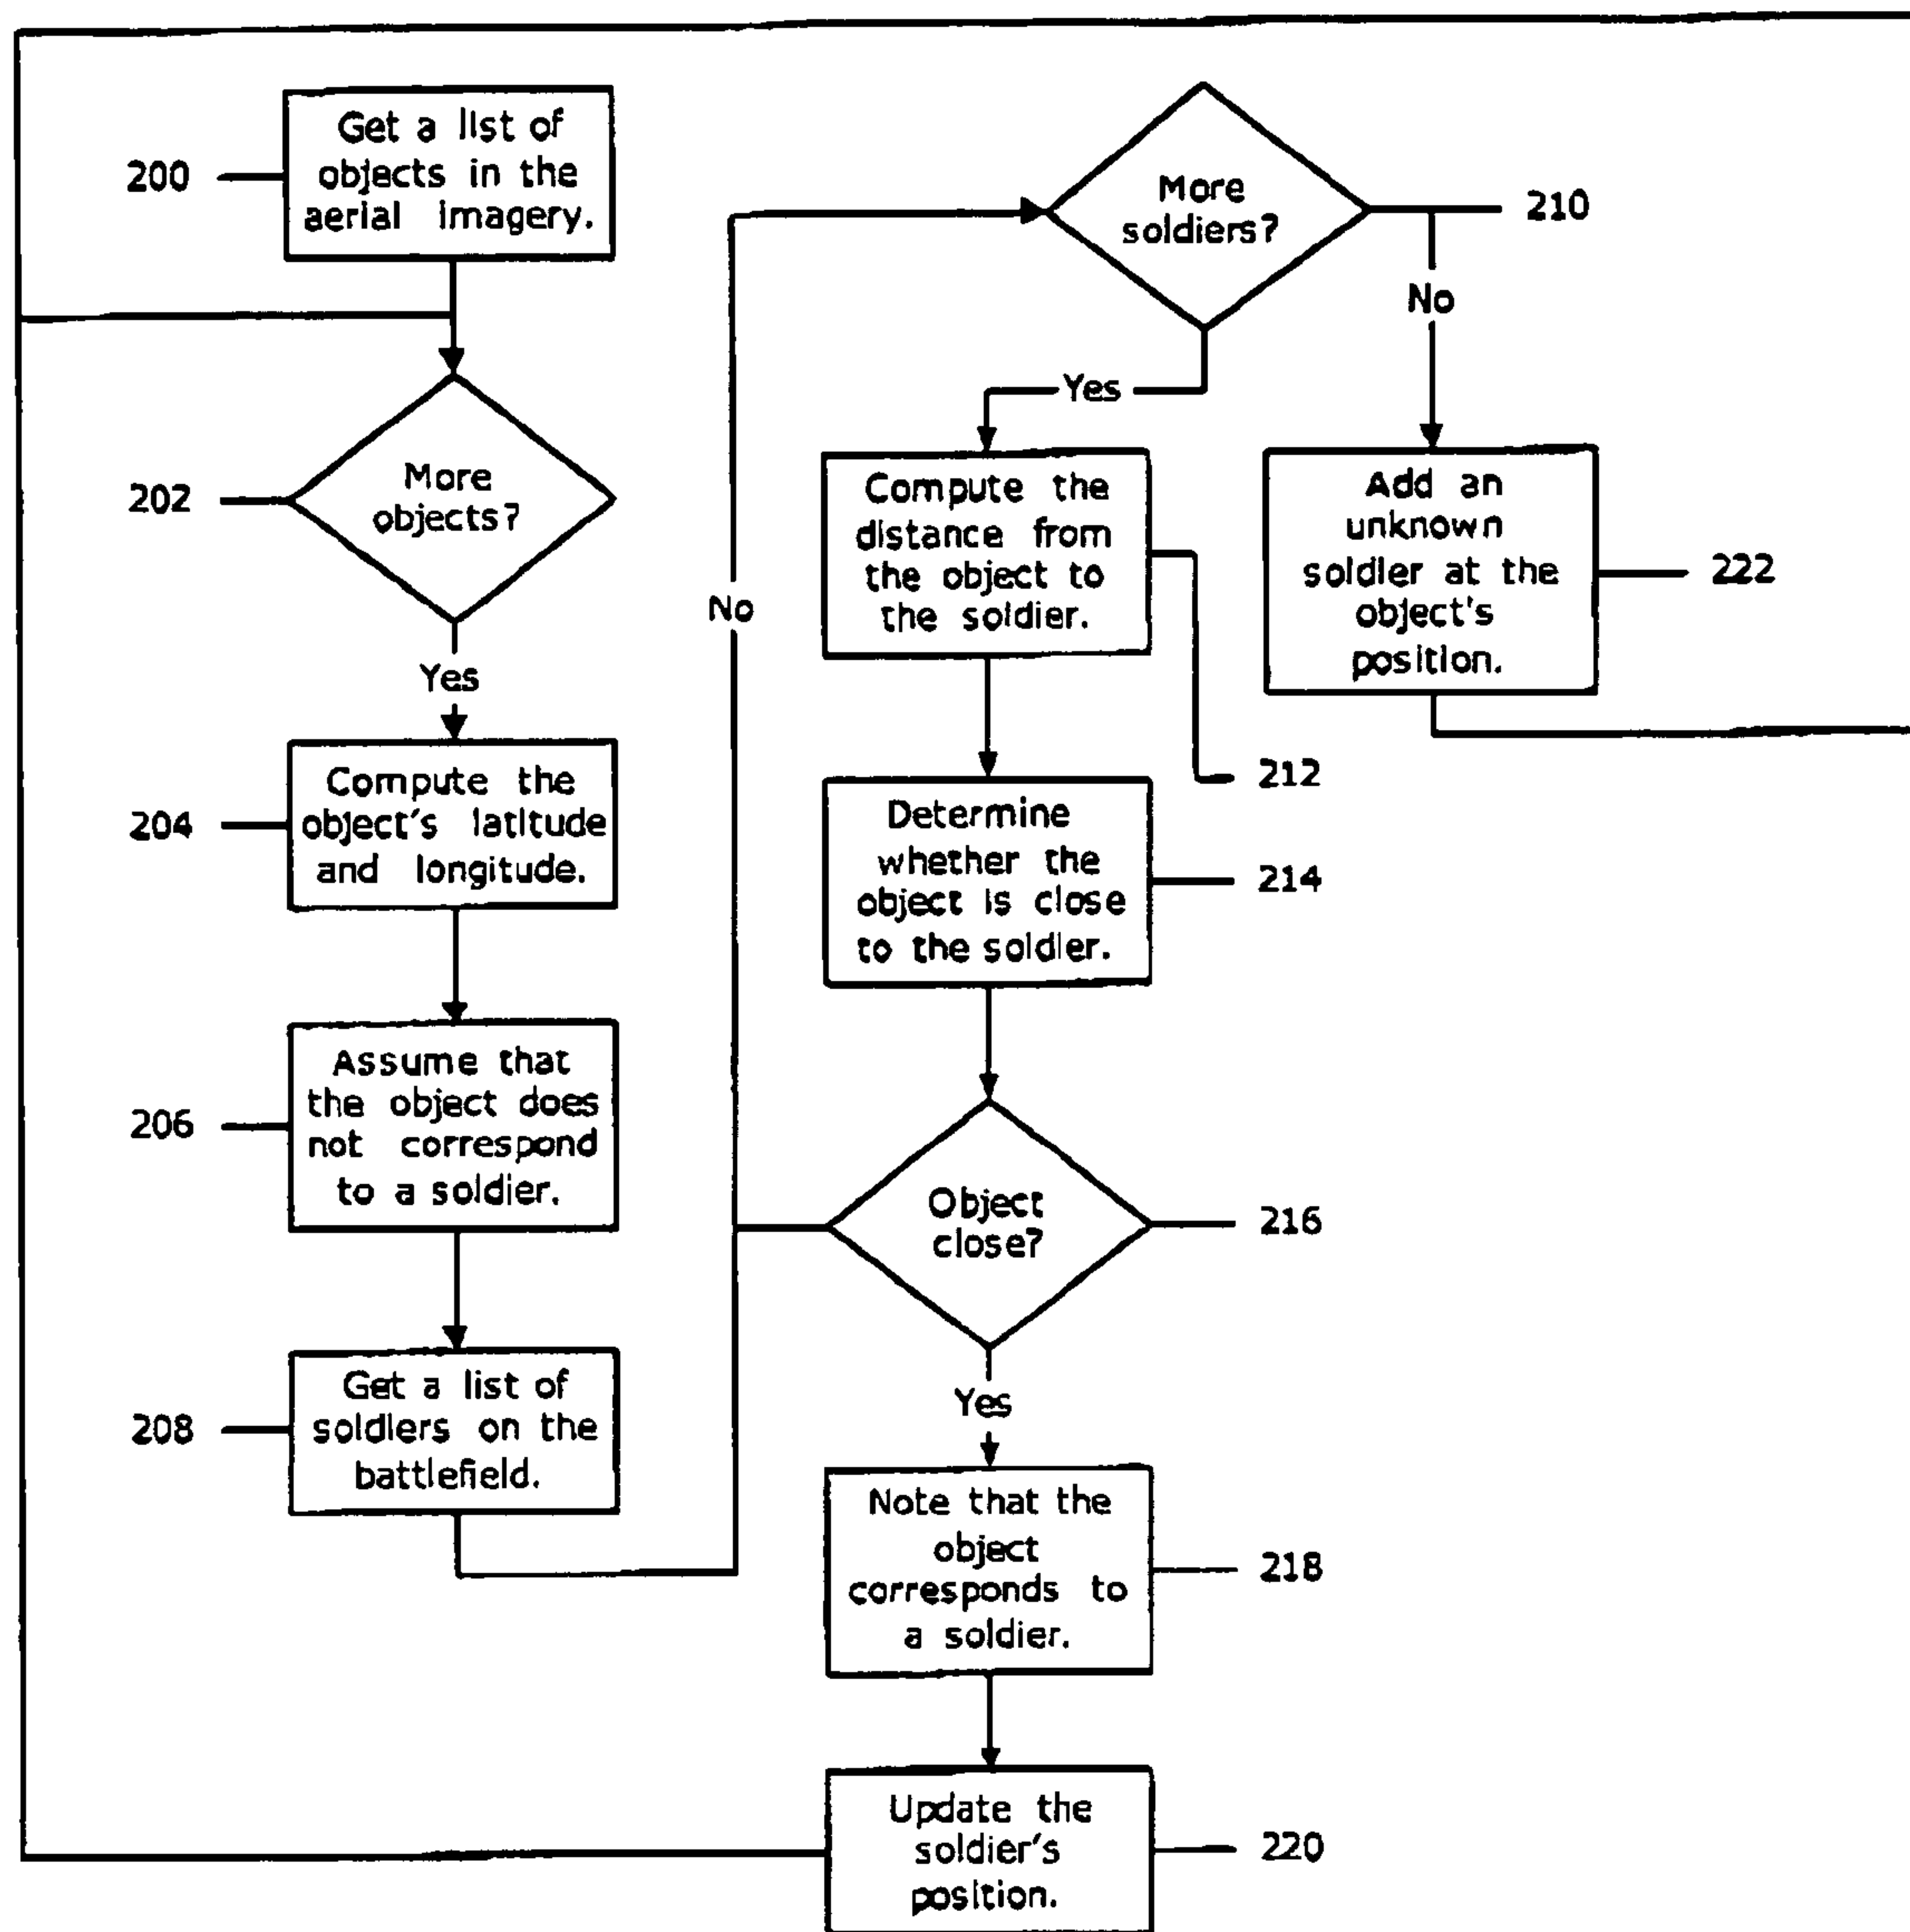 Get a list of
objects in the
aerial imagery.
200
More
objects?
202
Yes
Compute the
object's latitude
and longitude.
204
Assume that
the object does
not correspond
to a soldier.
206
Get a list of
soldiers on the
battlefield.
208
No
More
soldiers?
210
No
Yes
Compute the
distance from
the object to
the soldier.
212
Add an
unknown
soldier at the
object's
position.
222
Determine
whether the
object is close
to the soldier.
214
Object
close?
216
Yes
Note that the
object
corresponds to
a soldier.
218
Update the
soldier's
position.
220